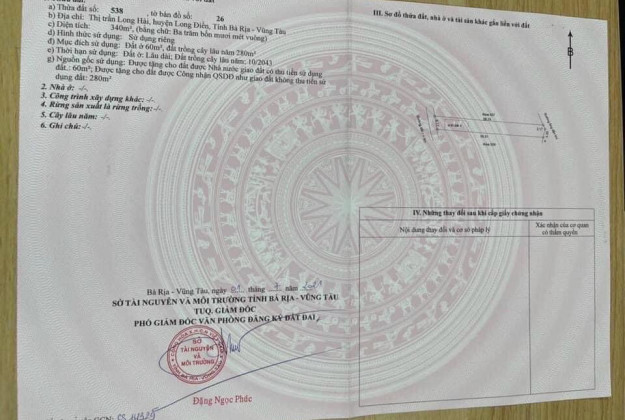 a) Thửa đất số: 538 , tờ bản đồ số: 26
b) Địa chỉ: Thị trấn Long Hải, huyện Long Điền, Tỉnh Bà Rịa - Vũng Tàu
c) Diện tích: 340m², (bằng chữ: Ba trăm bốn mươi mét vuông)
d) Hình thức sử dụng: Sử dụng riêng
đ) Mục đích sử dụng: Đất ở 60m², đất trồng cây lâu năm 280m²
e) Thời hạn sử dụng: Đất ở: Lâu dài; Đất trồng cây lâu năm: 10/2043
g) Nguồn gốc sử dụng: Được tặng cho đất được Nhà nước giao đất có thu tiền sử dụng
đất.: 60m²; Được tặng cho đất được Công nhận QSDĐ như giao đất không thu tiền sử
dụng đất: 280m²
2. Nhà ở: -/-
3. Công trình xây dựng khác: -/-
4. Rừng sản xuất là rừng trồng: -/-
5. Cây lâu năm: -/-
6. Ghi chú: -/-
Bà Rịa - Vũng Tàu, ngày tháng năm
SỞ TÀI NGUYÊN VÀ MÔI TRƯỜNG TỈNH BÀ RỊA - VŨNG TÀU
TUQ. GIÁM ĐỐC
PHÓ GIÁM ĐỐC VĂN PHÒNG ĐĂNG KÝ ĐẤT ĐAI
SỞ
TÀI NGUYÊN
VÀ
MÔI TRƯỜNG
Đặng Ngọc Phúc
III. Sơ đồ thửa đất, nhà ở và tài sản khác gắn liền với đất
B
IV. Những thay đổi sau khi cấp giấy chứng nhận
Nội dung thay đổi và cơ sở pháp lý
Xác nhận của cơ quan
có thẩm quyền